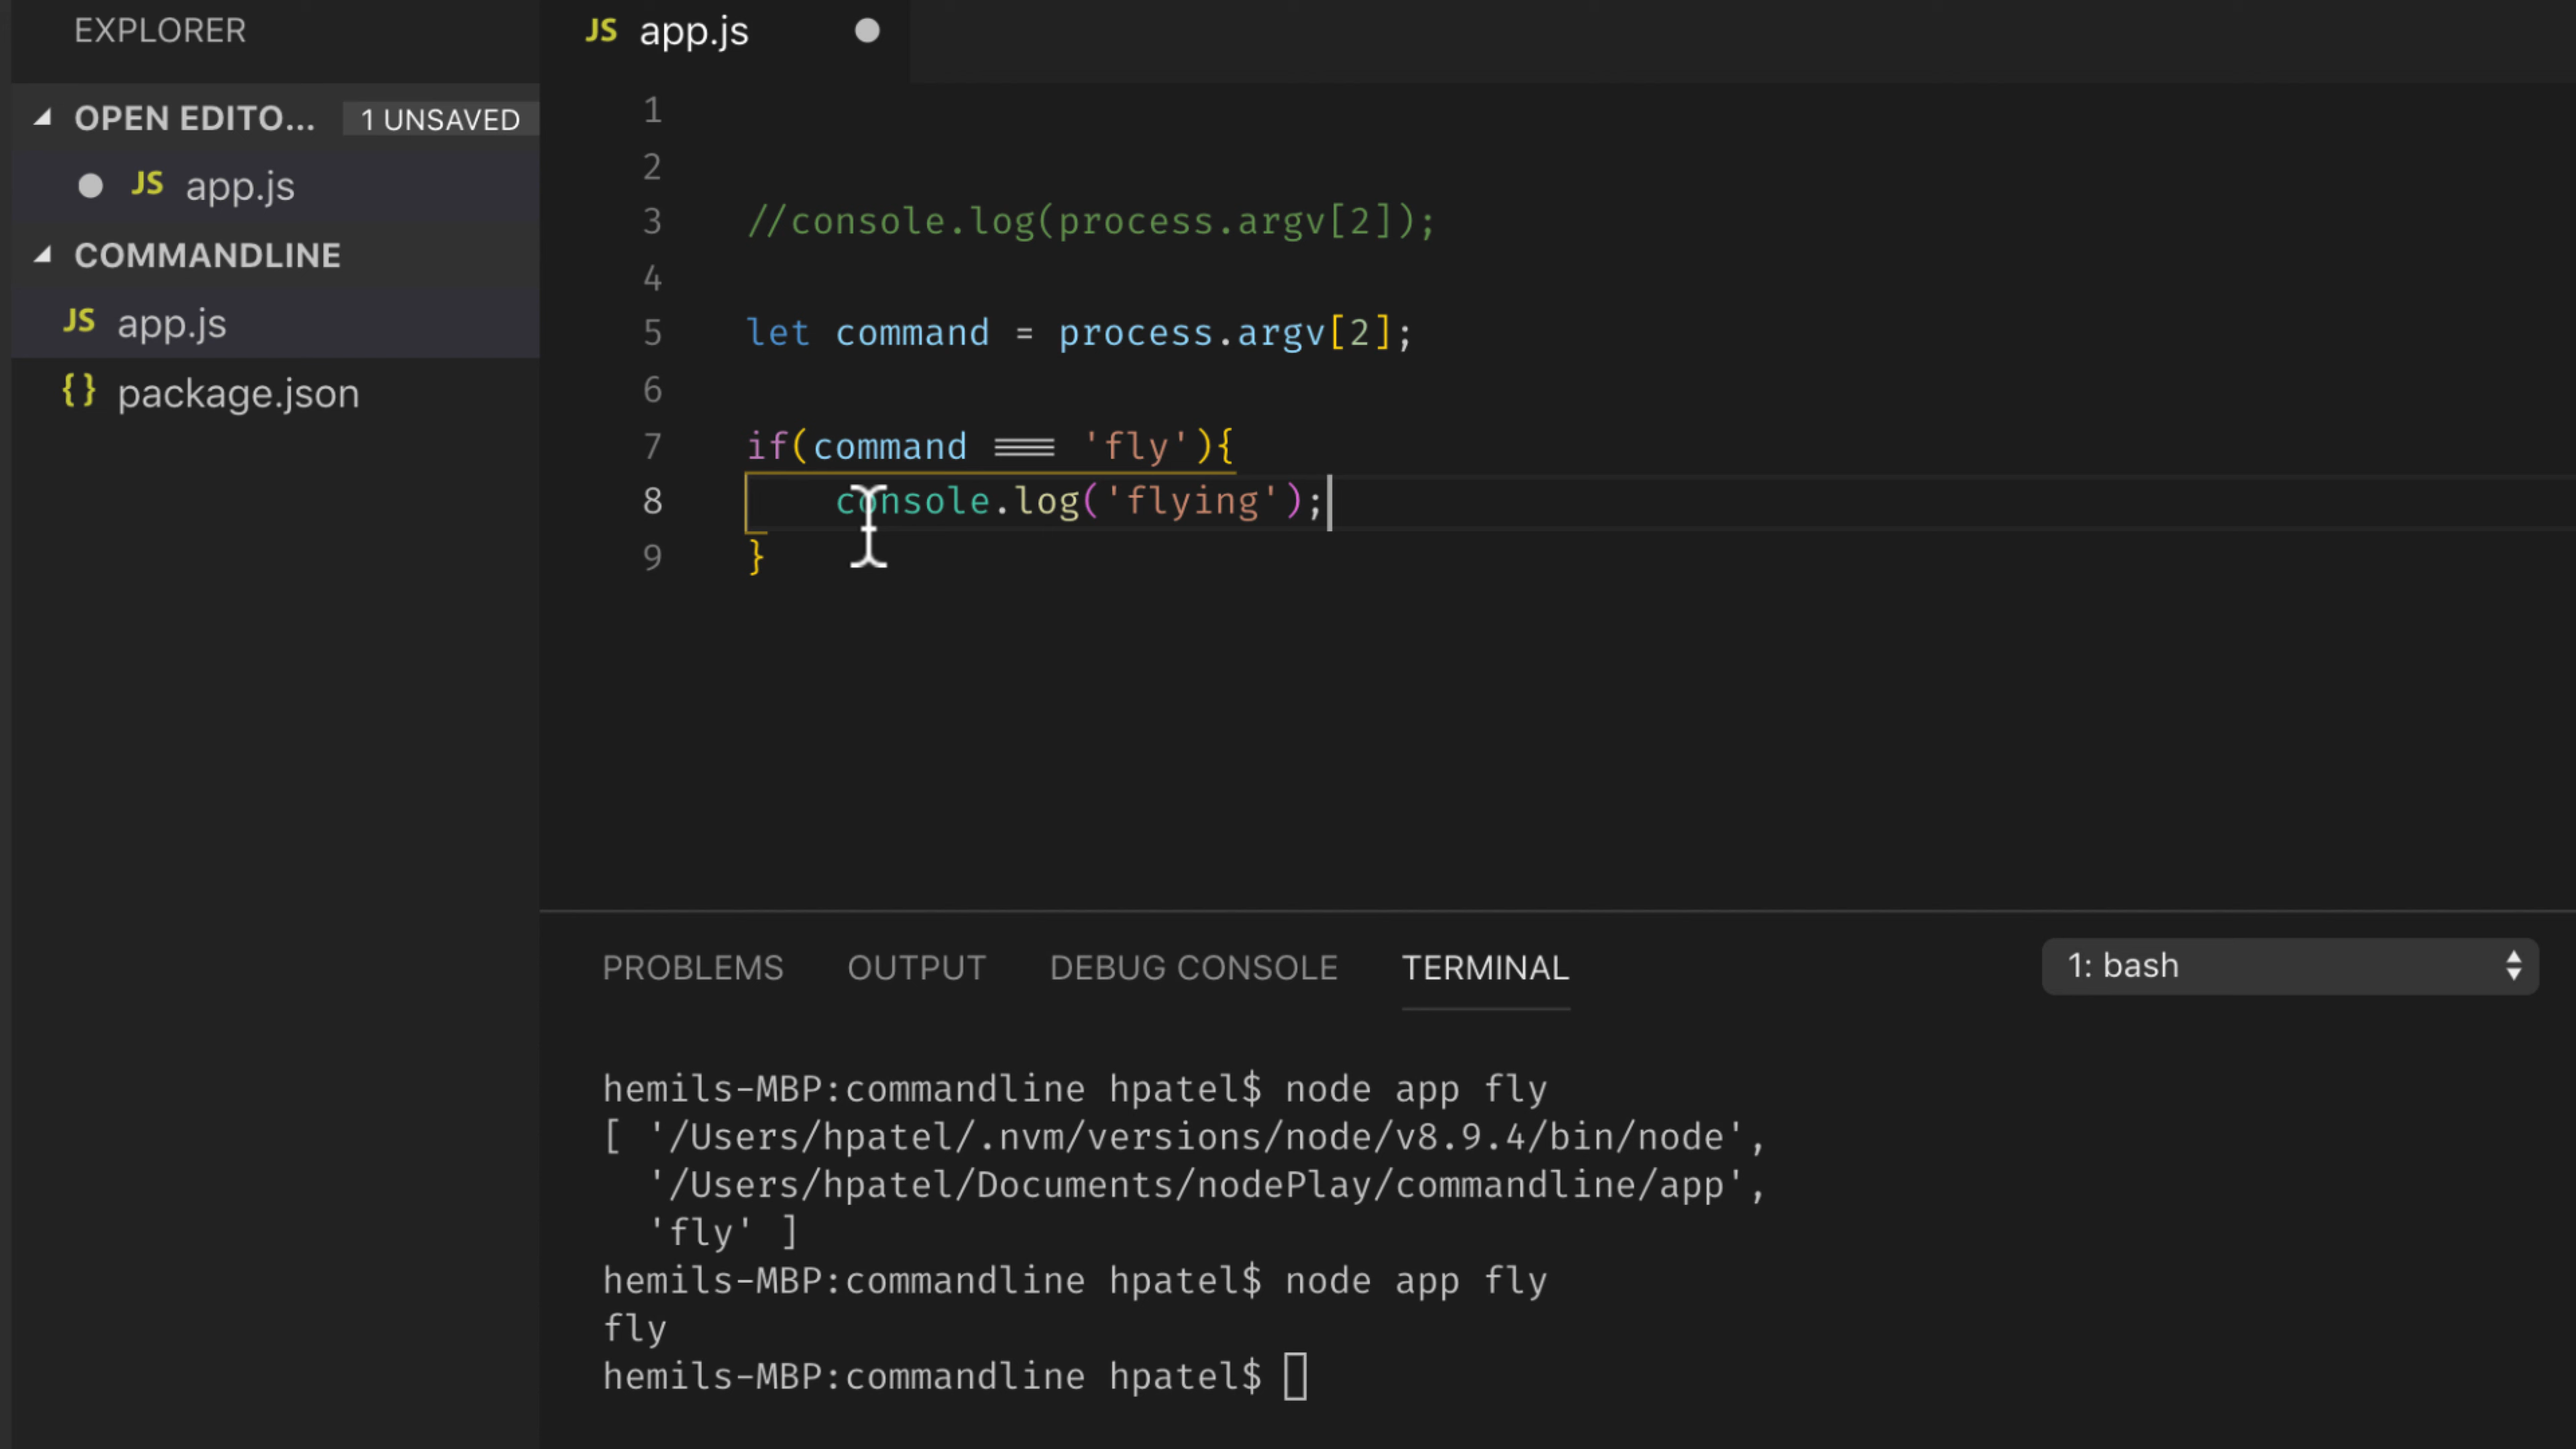 EXPLORER
OPEN EDITO... 1 UNSAVED
JS app.js
COMMANDLINE
JS app.js
{ } package.json
JS app.js
1
2
3 //console.log(process.argv[2]);
4
5 let command = process.argv[2];
6
7 if(command === 'fly'){
8 console.log('flying');
9 }
PROBLEMS OUTPUT DEBUG CONSOLE TERMINAL 1: bash
hemils-MBP:commandline hpatel$ node app fly
[ '/Users/hpatel/.nvm/versions/node/v8.9.4/bin/node',
'/Users/hpatel/Documents/nodePlay/commandline/app',
'fly' ]
hemils-MBP:commandline hpatel$ node app fly
fly
hemils-MBP:commandline hpatel$